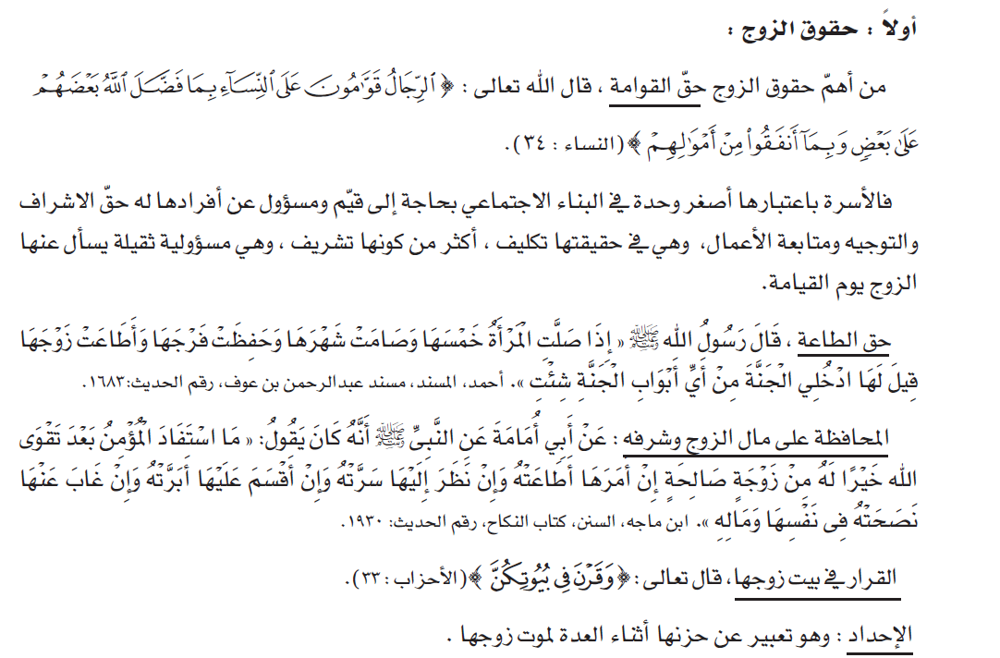 أولاً : حقوق الزوج :
من أهمّ حقوق الزوج حقّ القوامة ، قال الله تعالى : ﴿ ٱلرِّجَالُ قَوَّٰمُونَ عَلَى ٱلنِّسَآءِ بِمَا فَضَّلَ ٱللَّهُ بَعْضَهُمْ
عَلَىٰ بَعْضٍ وَبِمَآ أَنفَقُواْ مِنْ أَمْوَٰلِهِمْ ﴾ (النساء : ٣٤).
فالأسرة باعتبارها أصغر وحدة في البناء الاجتماعي بحاجة إلى قيّم ومسؤول عن أفرادها له حقّ الاشراف
والتوجيه ومتابعة الأعمال، وهي في حقيقتها تكليف ، أكثر من كونها تشريف ، وهي مسؤولية ثقيلة يسأل عنها
الزوج يوم القيامة.
حق الطاعة ، قَالَ رَسُولُ اللهِ ﷺ « إِذَا صَلَّتِ الْمَرْأَةُ خَمْسَهَا وَصَامَتْ شَهْرَهَا وَحَفِظَتْ فَرْجَهَا وَأَطَاعَتْ زَوْجَهَا
قِيلَ لَهَا ادْخُلِي الْجَنَّةَ مِنْ أَيِّ أَبْوَابِ الْجَنَّةِ شِئْتِ ». أحمد، المسند، مسند عبدالرحمن بن عوف، رقم الحديث:١٦٨٣.
المحافظة على مال الزوج وشرفه : عَنْ أَبِي أُمَامَةَ عَنِ النَّبِيِّ ﷺ أَنَّهُ كَانَ يَقُولُ: « مَا اسْتَفَادَ الْمُؤْمِنُ بَعْدَ تَقْوَى
الله خَيْرًا لَهُ مِنْ زَوْجَةٍ صَالِحَةٍ إِنْ أَمَرَهَا أَطَاعَتْهُ وَإِنْ نَظَرَ إِلَيْهَا سَرَّتْهُ وَإِنْ أَقْسَمَ عَلَيْهَا أَبَرَّتْهُ وَإِنْ غَابَ عَنْهَا
نَصَحَتْهُ فِى نَفْسِهَا وَمَالِهِ ». ابن ماجه، السنن، كتاب النكاح، رقم الحديث: ١٩٣٠.
القرار في بيت زوجها، قال تعالى : ﴿ وَقَرْنَ فِى بُيُوتِكُنَّ ﴾ (الأحزاب : ٣٣).
الإحداد : وهو تعبير عن حزنها أثناء العدة لموت زوجها .